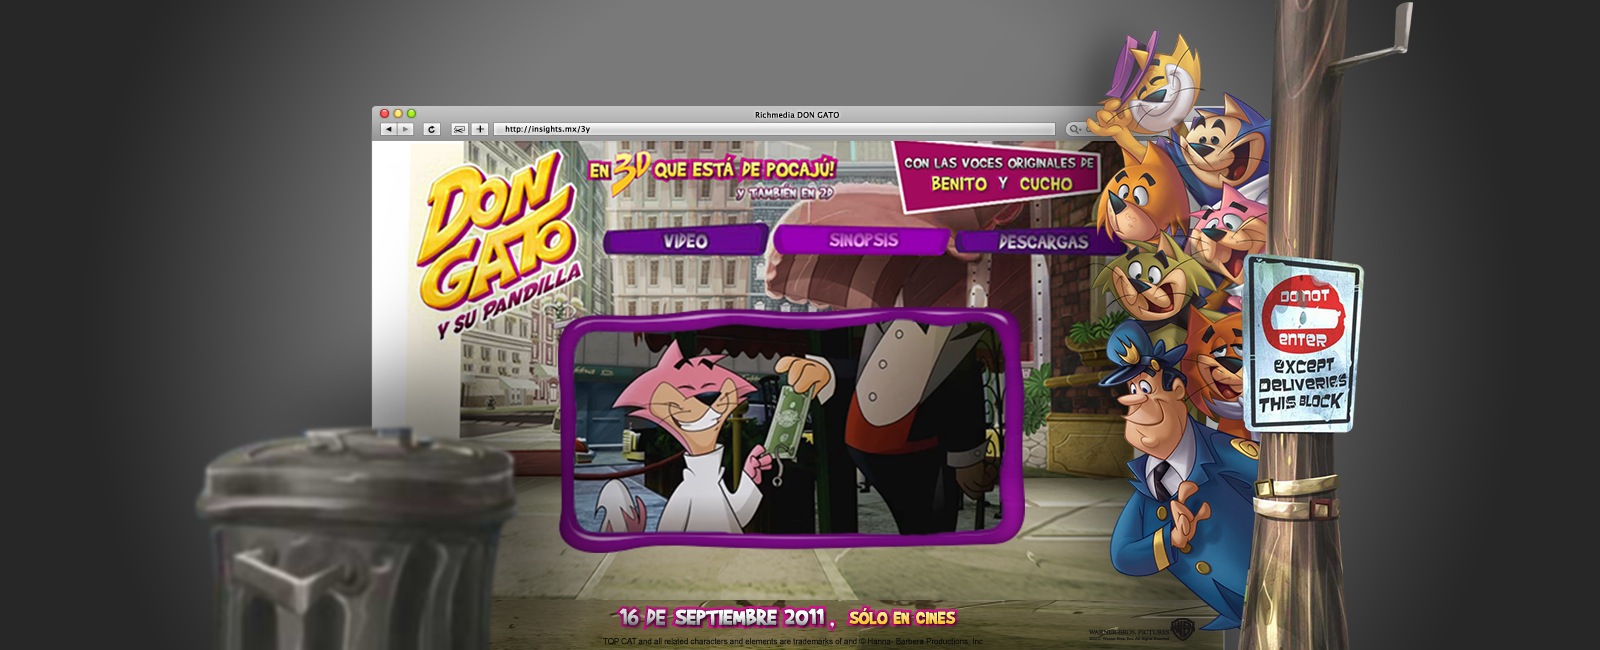 Richmedia DON GATO
http://insights.mx/3y
DON
GATO
Y SU PANDILLA
EN 3D QUE ESTÁ DE POCAJÚ!
Y TAMBIÉN EN 2D
CON LAS VOCES ORIGINALES DE
BENITO Y CUCHO
VIDEO
SINOPSIS
DESCARGAS
DO NOT
ENTER
EXCEPT
DELIVERIES
THIS BLOCK
16 DE SEPTIEMBRE 2011, SÓLO EN CINES
TOP CAT and all related characters and elements are trademarks of and © Hanna-Barbera Productions, Inc
WARNER BROS. PICTURES